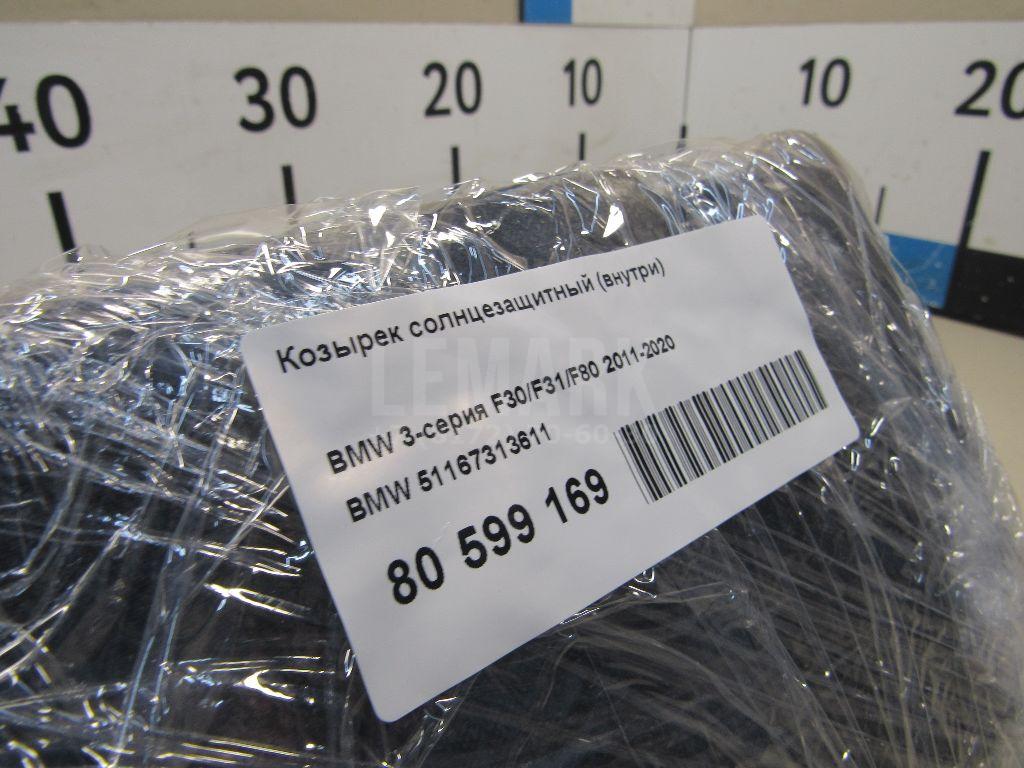 40 30 20 10 10 20
Козырек солнцезащитный (внутри)
BMW 3-серия F30/F31/F80 2011-2020
BMW 51167313611
80 599 169
LEMARK